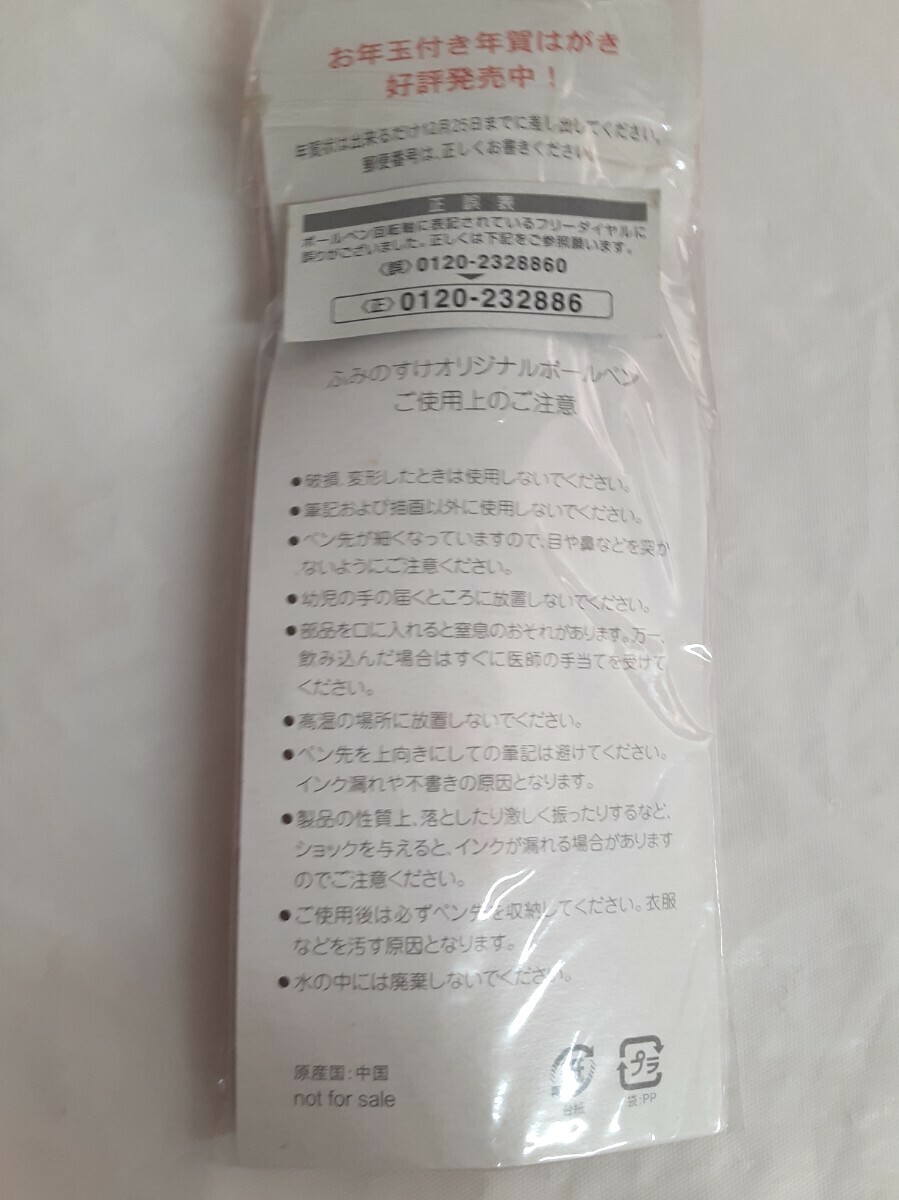 お年玉付き年賀はがき
好評発売中！
年賀状は出来るだけ12月25日までに差し出してください。
郵便番号は、正しくお書きください。
正誤表
ボールペン回転軸に表記されているフリーダイヤルに
誤りがございました。正しくは下記をご参照願います。
〈誤〉0120-2328860
〈正〉0120-232886
ふみのすけオリジナルボールペン
ご使用上のご注意
●破損、変形したときは使用しないでください。
●筆記および描画以外に使用しないでください。
●ペン先が細くなっていますので、目や鼻などを突か
ないようにご注意ください。
●幼児の手の届くところに放置しないでください。
●部品を口に入れると窒息のおそれがあります。万一、
飲み込んだ場合はすぐに医師の手当てを受けて
ください。
●高温の場所に放置しないでください。
●ペン先を上向きにしての筆記は避けてください。
インク漏れや不書きの原因となります。
●製品の性質上、落としたり激しく振ったりするなど、
ショックを与えると、インクが漏れる場合があります
のでご注意ください。
●ご使用後は必ずペン先を収納してください。衣服
などを汚す原因となります。
●水の中には廃棄しないでください。
原産国：中国
not for sale
紙
台紙
プラ
袋：PP